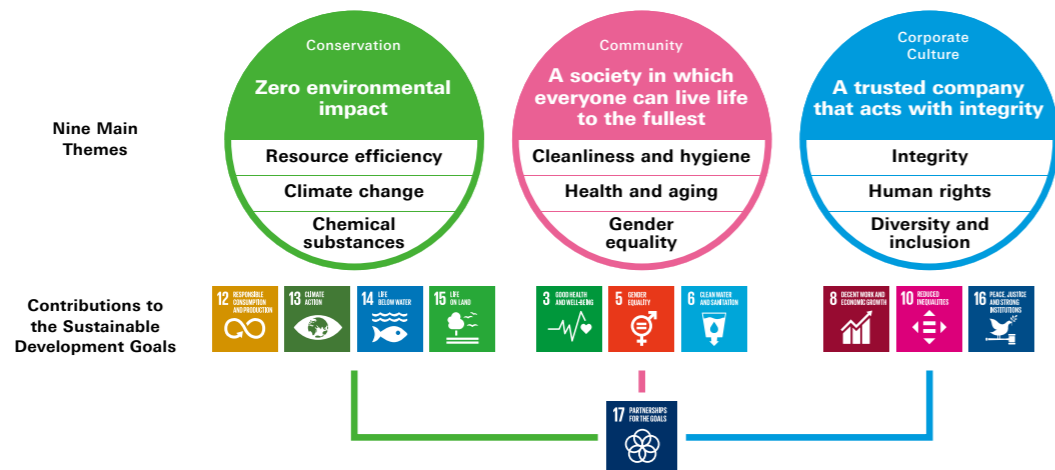 Conservation
Zero environmental
impact
Community
A society in which
everyone can live life
to the fullest
Corporate
Culture
A trusted company
that acts with integrity
Nine Main
Themes
Resource efficiency
Climate change
Chemical
substances
Cleanliness and hygiene
Health and aging
Gender
equality
Integrity
Human rights
Diversity and
inclusion
Contributions to
the Sustainable
Development Goals
12 RESPONSIBLE
CONSUMPTION
AND PRODUCTION
13 CLIMATE
ACTION
14 LIFE
BELOW WATER
15 LIFE
ON LAND
3 GOOD HEALTH
AND WELL-BEING
5 GENDER
EQUALITY
6 CLEAN WATER
AND SANITATION
8 DECENT WORK AND
ECONOMIC GROWTH
10 REDUCED
INEQUALITIES
16 PEACE, JUSTICE
AND STRONG
INSTITUTIONS
17 PARTNERSHIPS
FOR THE GOALS